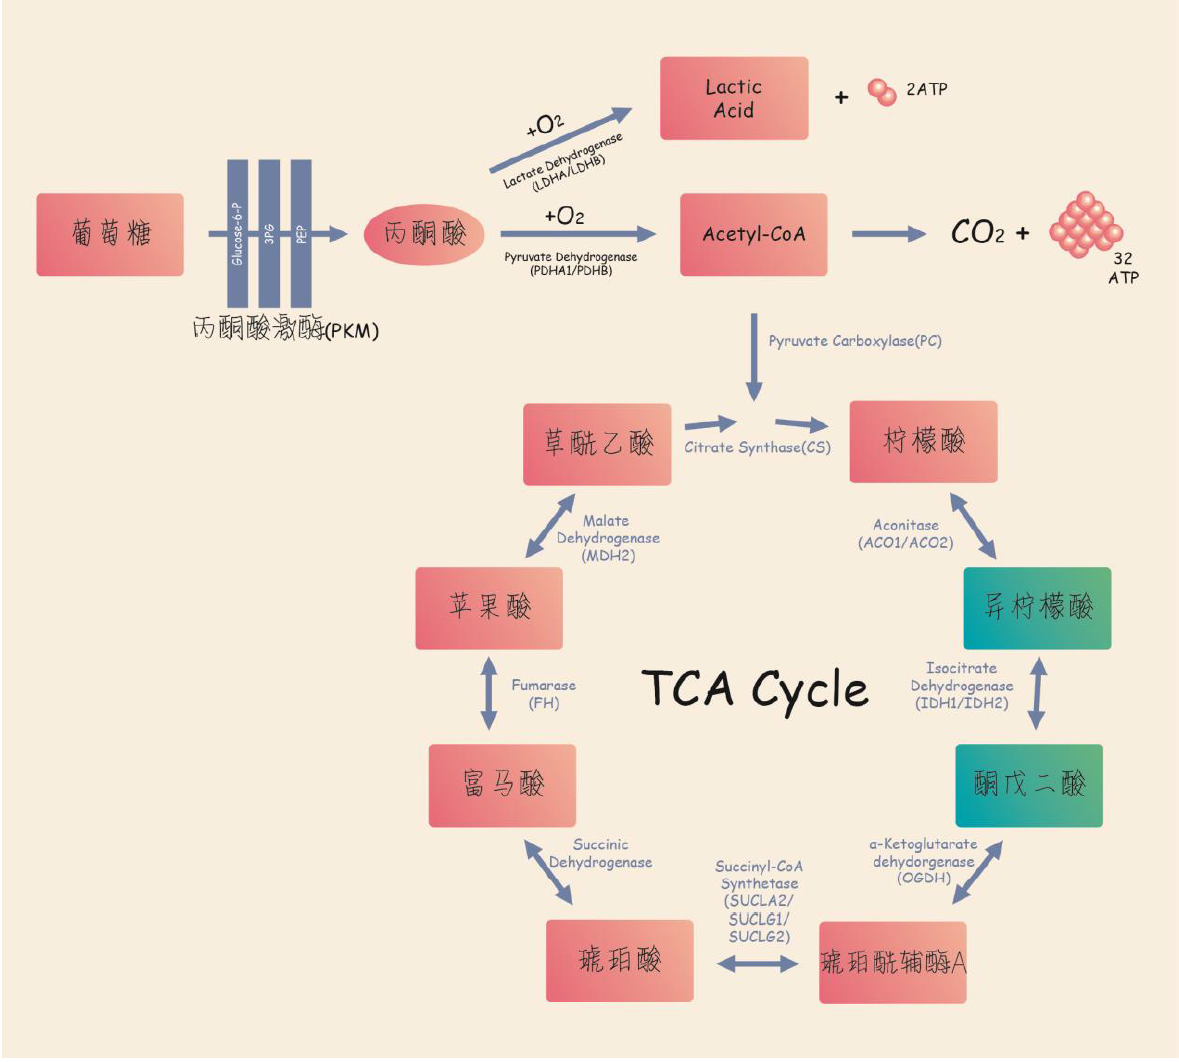 Lactic
Acid
+
2ATP
+O2
Lactate Dehydrogenase
(LDHA/LDHB)
葡萄糖
Glucose-6-P
3PG
PEP
丙酮酸激酶(PKM)
丙酮酸
+O2
Pyruvate Dehydrogenase
(PDHA1/PDHB)
Acetyl-CoA
CO2 +
32
ATP
Pyruvate Carboxylase(PC)
草酰乙酸
Citrate Synthase(CS)
柠檬酸
Malate
Dehydrogenase
(MDH2)
Aconitase
(ACO1/ACO2)
苹果酸
异柠檬酸
TCA Cycle
Fumarase
(FH)
Isocitrate
Dehydrogenase
(IDH1/IDH2)
富马酸
酮戊二酸
Succinic
Dehydrogenase
Succinyl-CoA
Synthetase
(SUCLA2/
SUCLG1/
SUCLG2)
α-Ketoglutarate
dehydorgenase
(OGDH)
琥珀酸
琥珀酰辅酶A